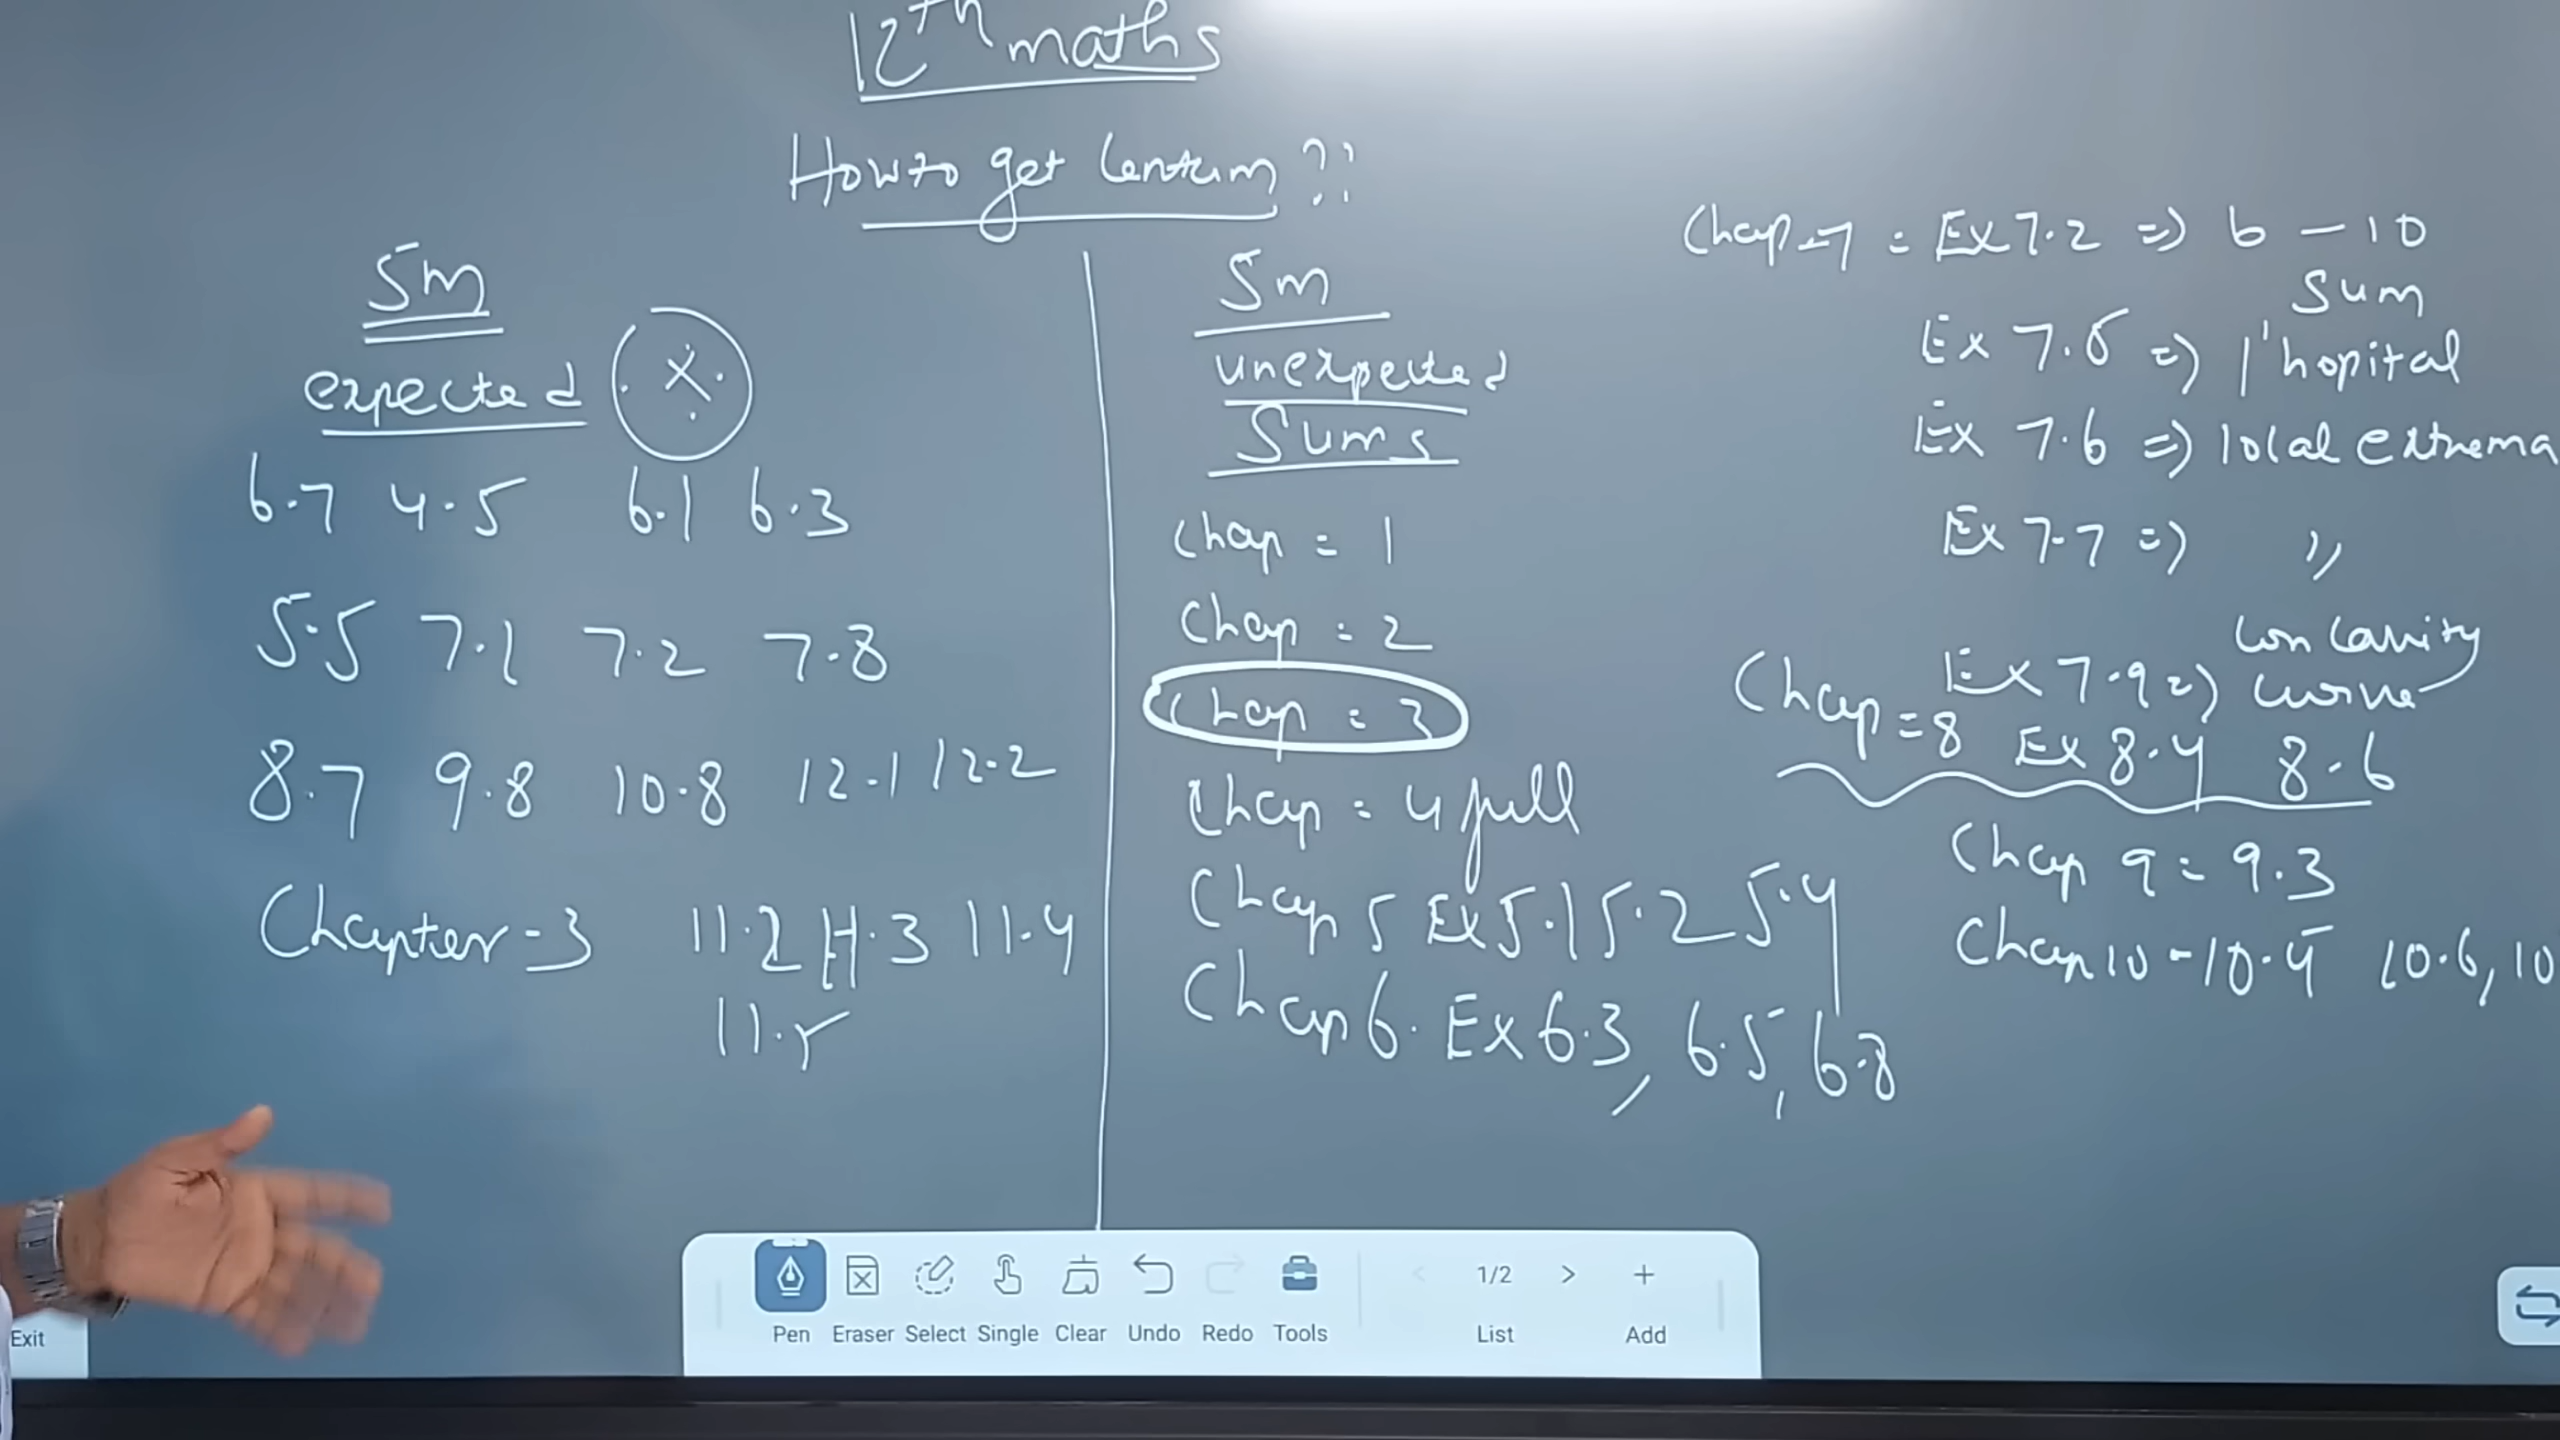 12th maths
How to get Centum ??
5m
expected
6.7 4.5 6.1 6.3
5.5 7.1 7.2 7.8
8.7 9.8 10.8 12.1 12.2
Chapter - 3 11.2 11.3 11.4
11.5
5m
unexpected
Sums
Chap = 1
Chap = 2
Chap = 3
Chap = 4 full
Chap 5 Ex 5.1 5.2 5.4
Chap 6. Ex 6.3, 6.5, 6.8
Chap - 7 = Ex 7.2 => 6 - 10
Sum
Ex 7.5 => l'hopital
Ex 7.6 => local extrema
Ex 7.7 => "
Ex 7.9 => Concavity
curve
Chap = 8 Ex 8.4 8.6
Chap 9 = 9.3
Chap 10 - 10.5 10.6, 10
Exit
Pen Eraser Select Single Clear Undo Redo Tools
1/2
List
Add